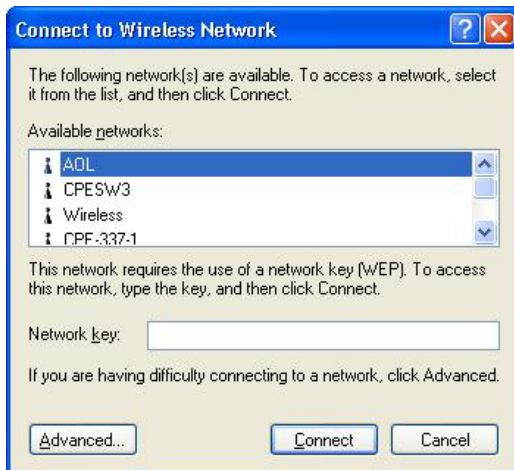 Connect to Wireless Network
The following network(s) are available. To access a network, select
it from the list, and then click Connect.
Available networks:
AOL
CPESW3
Wireless
CPE-337-1
This network requires the use of a network key (WEP). To access
this network, type the key, and then click Connect.
Network key:
If you are having difficulty connecting to a network, click Advanced.
Advanced... Connect Cancel